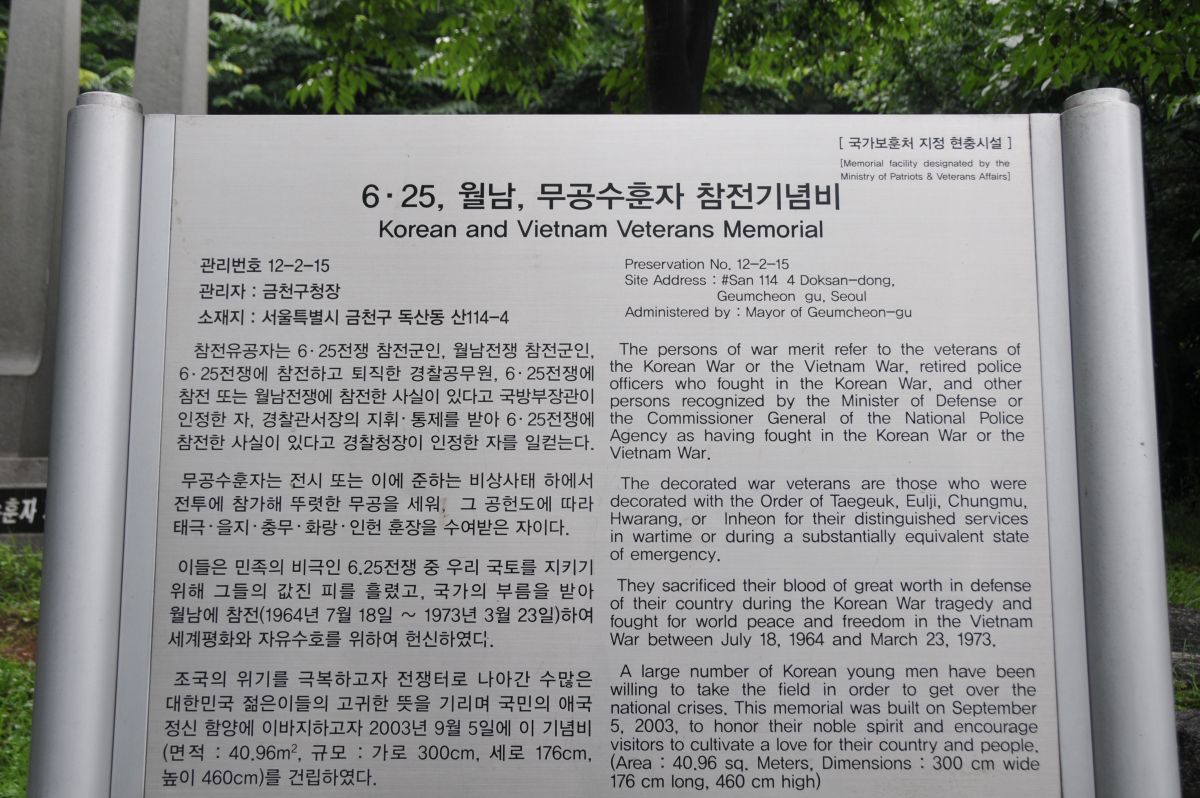 [ 국가보훈처 지정 현충시설 ]
[Memorial facility designated by the
Ministry of Patriots & Veterans Affairs]
6·25, 월남, 무공수훈자 참전기념비
Korean and Vietnam Veterans Memorial
관리번호 12-2-15
관리자 : 금천구청장
소재지 : 서울특별시 금천구 독산동 산114-4
참전유공자는 6·25전쟁 참전군인, 월남전쟁 참전군인,
6·25전쟁에 참전하고 퇴직한 경찰공무원, 6·25전쟁에
참전 또는 월남전쟁에 참전한 사실이 있다고 국방부장관이
인정한 자, 경찰관서장의 지휘·통제를 받아 6·25전쟁에
참전한 사실이 있다고 경찰청장이 인정한 자를 일컫는다.
무공수훈자는 전시 또는 이에 준하는 비상사태 하에서
전투에 참가해 뚜렷한 무공을 세워, 그 공헌도에 따라
태극·을지·충무·화랑·인헌 훈장을 수여받은 자이다.
이들은 민족의 비극인 6.25전쟁 중 우리 국토를 지키기
위해 그들의 값진 피를 흘렸고, 국가의 부름을 받아
월남에 참전(1964년 7월 18일 ~ 1973년 3월 23일)하여
세계평화와 자유수호를 위하여 헌신하였다.
조국의 위기를 극복하고자 전쟁터로 나아간 수많은
대한민국 젊은이들의 고귀한 뜻을 기리며 국민의 애국
정신 함양에 이바지하고자 2003년 9월 5일에 이 기념비
(면적 : 40.96m², 규모 : 가로 300cm, 세로 176cm,
높이 460cm)를 건립하였다.
Preservation No. 12-2-15
Site Address : #San 114 4 Doksan-dong,
Geumcheon gu, Seoul
Administered by : Mayor of Geumcheon-gu
The persons of war merit refer to the veterans of
the Korean War or the Vietnam War, retired police
officers who fought in the Korean War, and other
persons recognized by the Minister of Defense or
the Commissioner General of the National Police
Agency as having fought in the Korean War or the
Vietnam War.
The decorated war veterans are those who were
decorated with the Order of Taegeuk, Eulji, Chungmu,
Hwarang, or Inheon for their distinguished services
in wartime or during a substantially equivalent state
of emergency.
They sacrificed their blood of great worth in defense
of their country during the Korean War tragedy and
fought for world peace and freedom in the Vietnam
War between July 18, 1964 and March 23, 1973.
A large number of Korean young men have been
willing to take the field in order to get over the
national crises. This memorial was built on September
5, 2003, to honor their noble spirit and encourage
visitors to cultivate a love for their country and people.
(Area : 40.96 sq. Meters, Dimensions : 300 cm wide
176 cm long, 460 cm high)